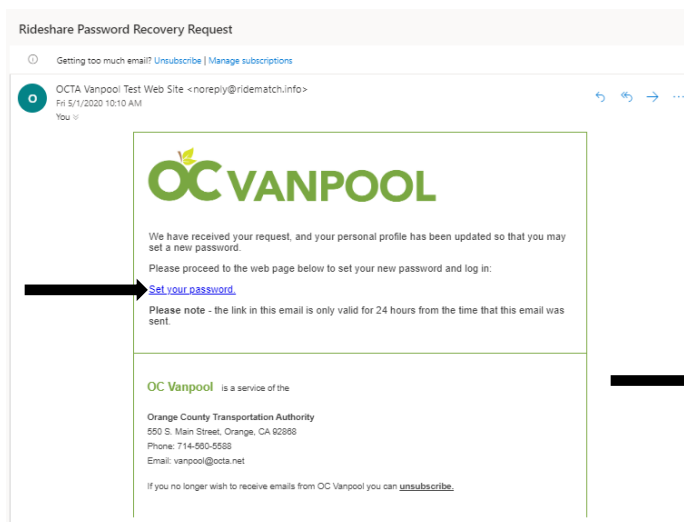 Rideshare Password Recovery Request
Getting too much email? Unsubscribe | Manage subscriptions
O
OCTA Vanpool Test Web Site <noreply@ridematch.info>
Fri 5/1/2020 10:10 AM
You
OC VANPOOL
We have received your request, and your personal profile has been updated so that you may
set a new password.
Please proceed to the web page below to set your new password and log in:
Set your password.
Please note - the link in this email is only valid for 24 hours from the time that this email was
sent.
OC Vanpool is a service of the
Orange County Transportation Authority
550 S. Main Street, Orange, CA 92868
Phone: 714-560-5588
Email: vanpool@octa.net
If you no longer wish to receive emails from OC Vanpool you can unsubscribe.